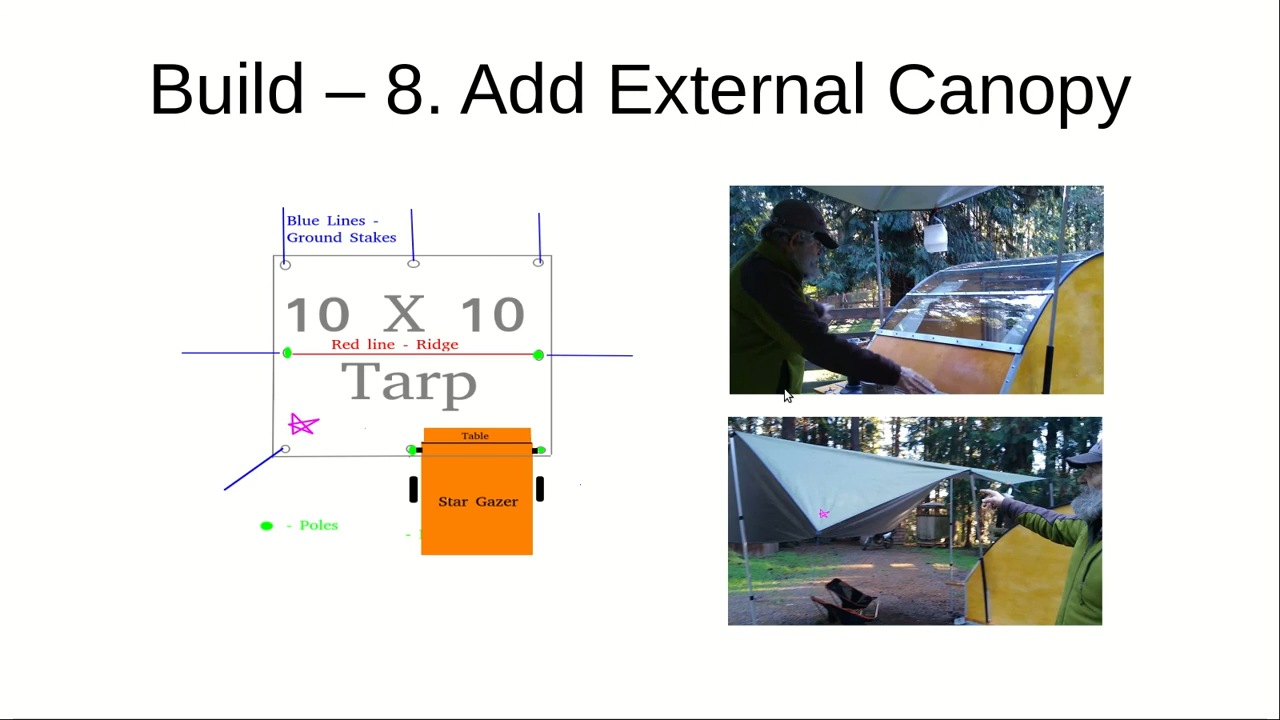 Build – 8. Add External Canopy
Blue Lines -
Ground Stakes
10 X 10
Red line - Ridge
Tarp
Table
Star Gazer
- Poles
-